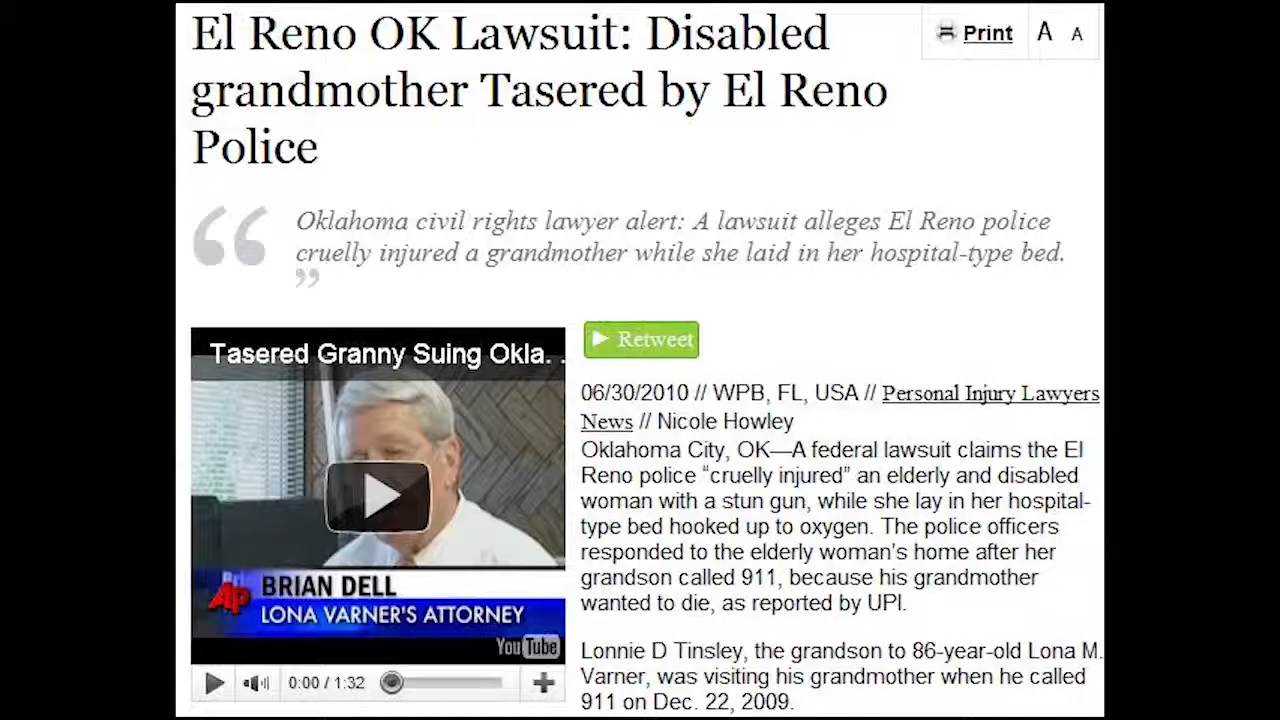 El Reno OK Lawsuit: Disabled
grandmother Tasered by El Reno
Police
Print A A
“ Oklahoma civil rights lawyer alert: A lawsuit alleges El Reno police
cruelly injured a grandmother while she laid in her hospital-type bed.
”
Tasered Granny Suing Okla. . .
BRIAN DELL
AP
LONA VARNER'S ATTORNEY
YouTube
0:00 / 1:32
Retweet
06/30/2010 // WPB, FL, USA // Personal Injury Lawyers
News // Nicole Howley
Oklahoma City, OK—A federal lawsuit claims the El
Reno police “cruelly injured” an elderly and disabled
woman with a stun gun, while she lay in her hospital-
type bed hooked up to oxygen. The police officers
responded to the elderly woman's home after her
grandson called 911, because his grandmother
wanted to die, as reported by UPI.
Lonnie D Tinsley, the grandson to 86-year-old Lona M.
Varner, was visiting his grandmother when he called
911 on Dec. 22, 2009.